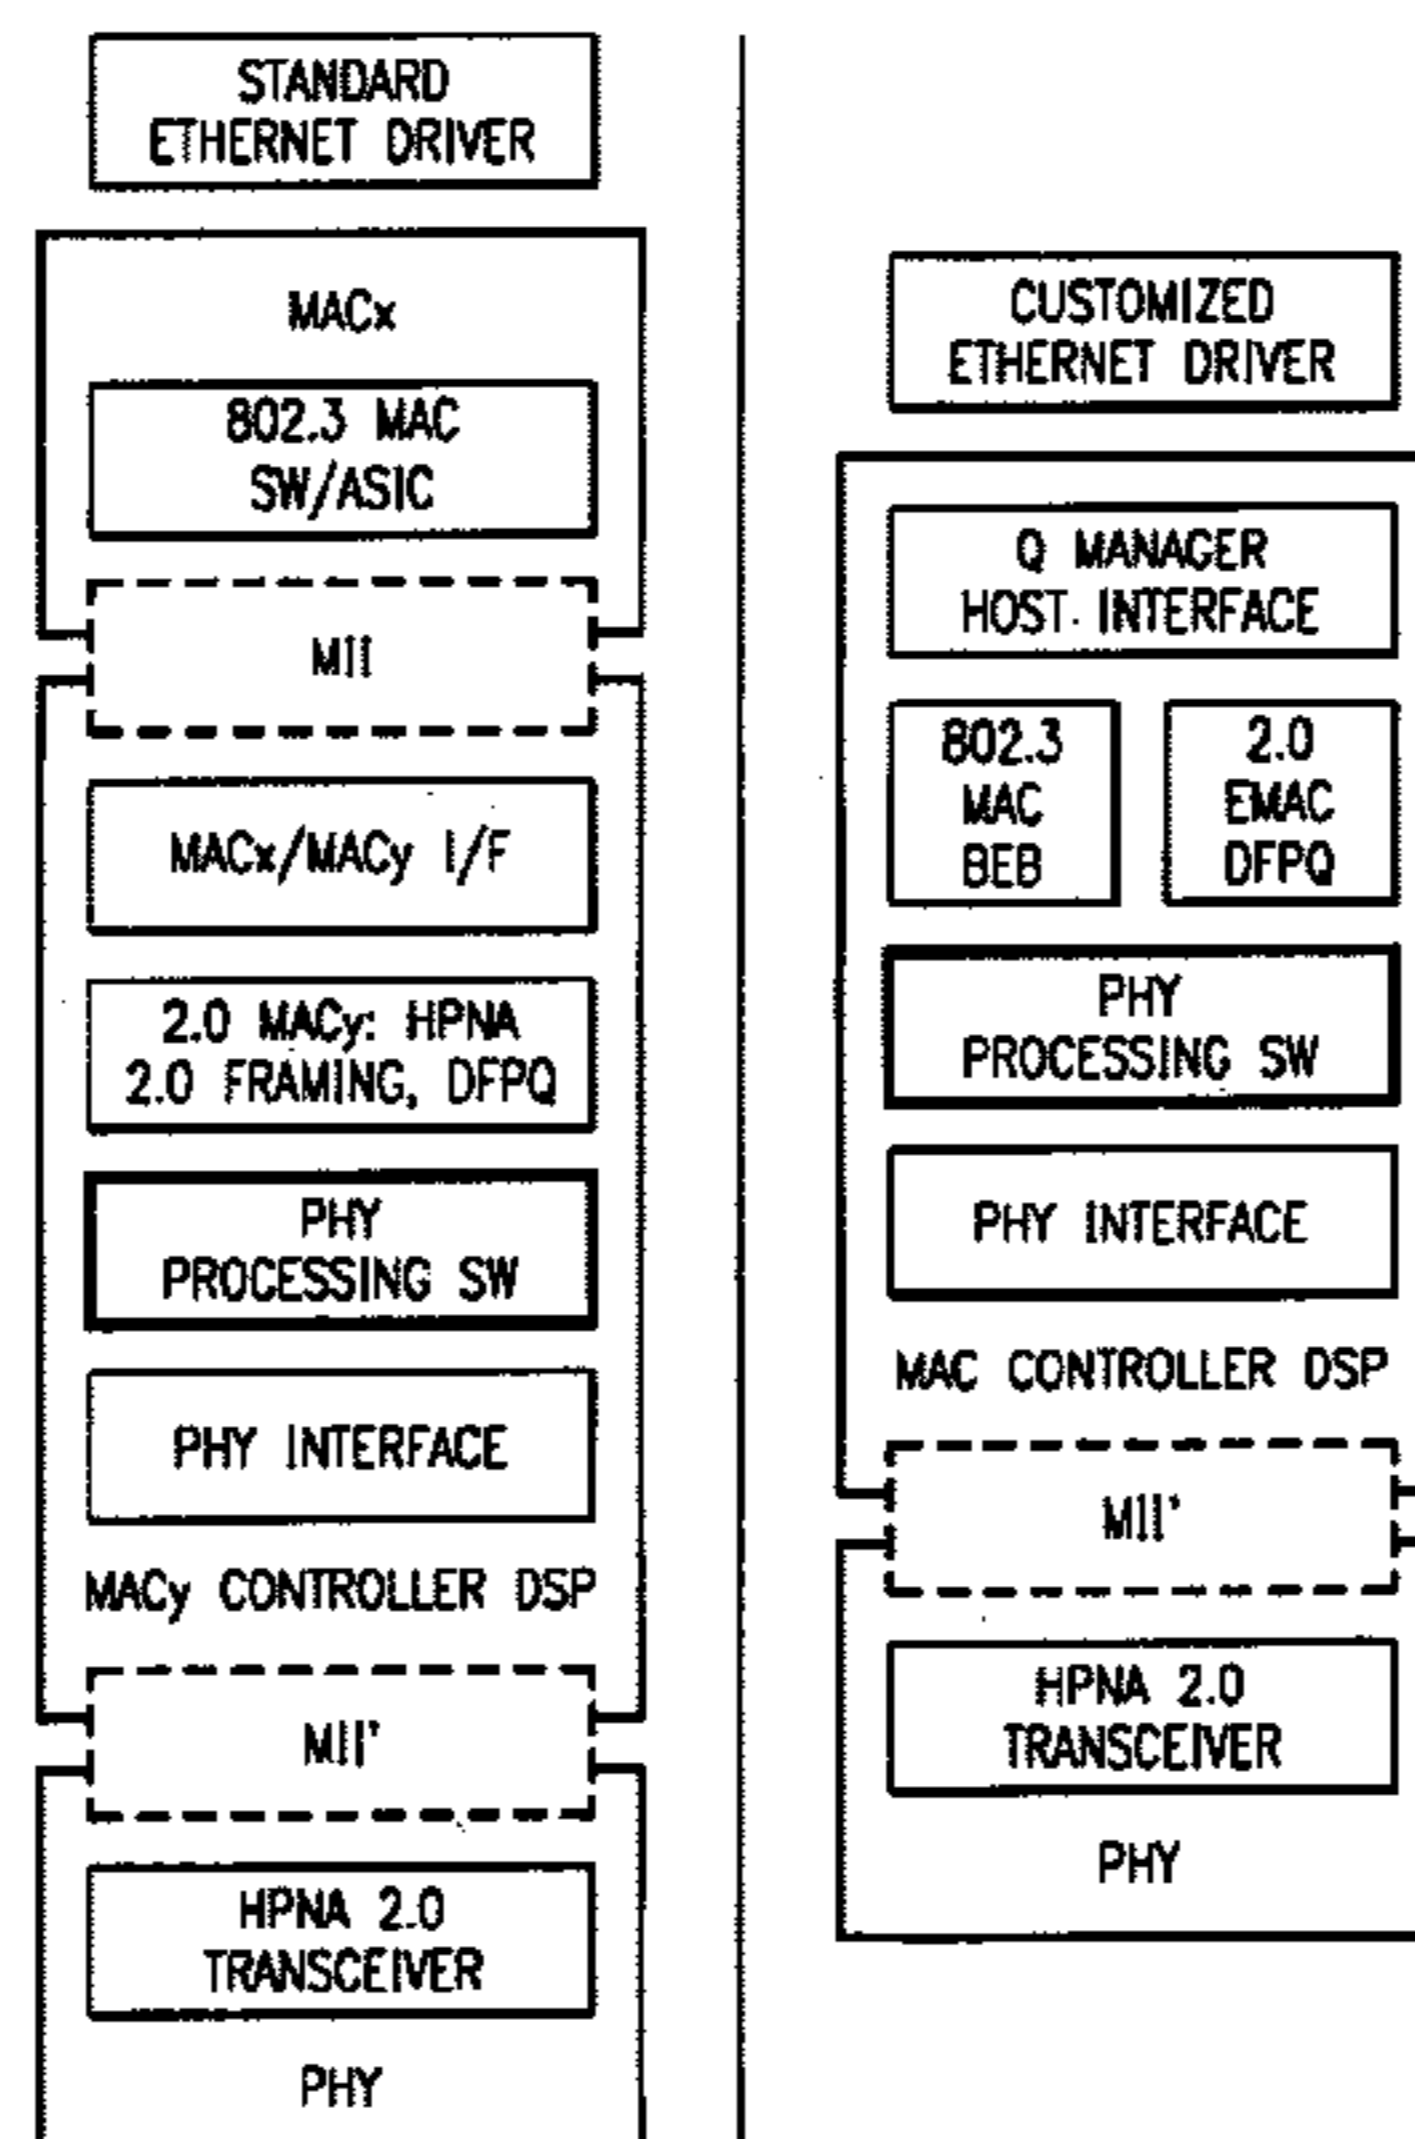 STANDARD
ETHERNET DRIVER
MACx
802.3 MAC
SW/ASIC
MII
MACx/MACy I/F
2.0 MACy: HPNA
2.0 FRAMING, DFPQ
PHY
PROCESSING SW
PHY INTERFACE
MACy CONTROLLER DSP
MII'
HPNA 2.0
TRANSCEIVER
PHY
CUSTOMIZED
ETHERNET DRIVER
Q MANAGER
HOST INTERFACE
802.3
MAC
BEB
2.0
EMAC
DFPQ
PHY
PROCESSING SW
PHY INTERFACE
MAC CONTROLLER DSP
MII'
HPNA 2.0
TRANSCEIVER
PHY